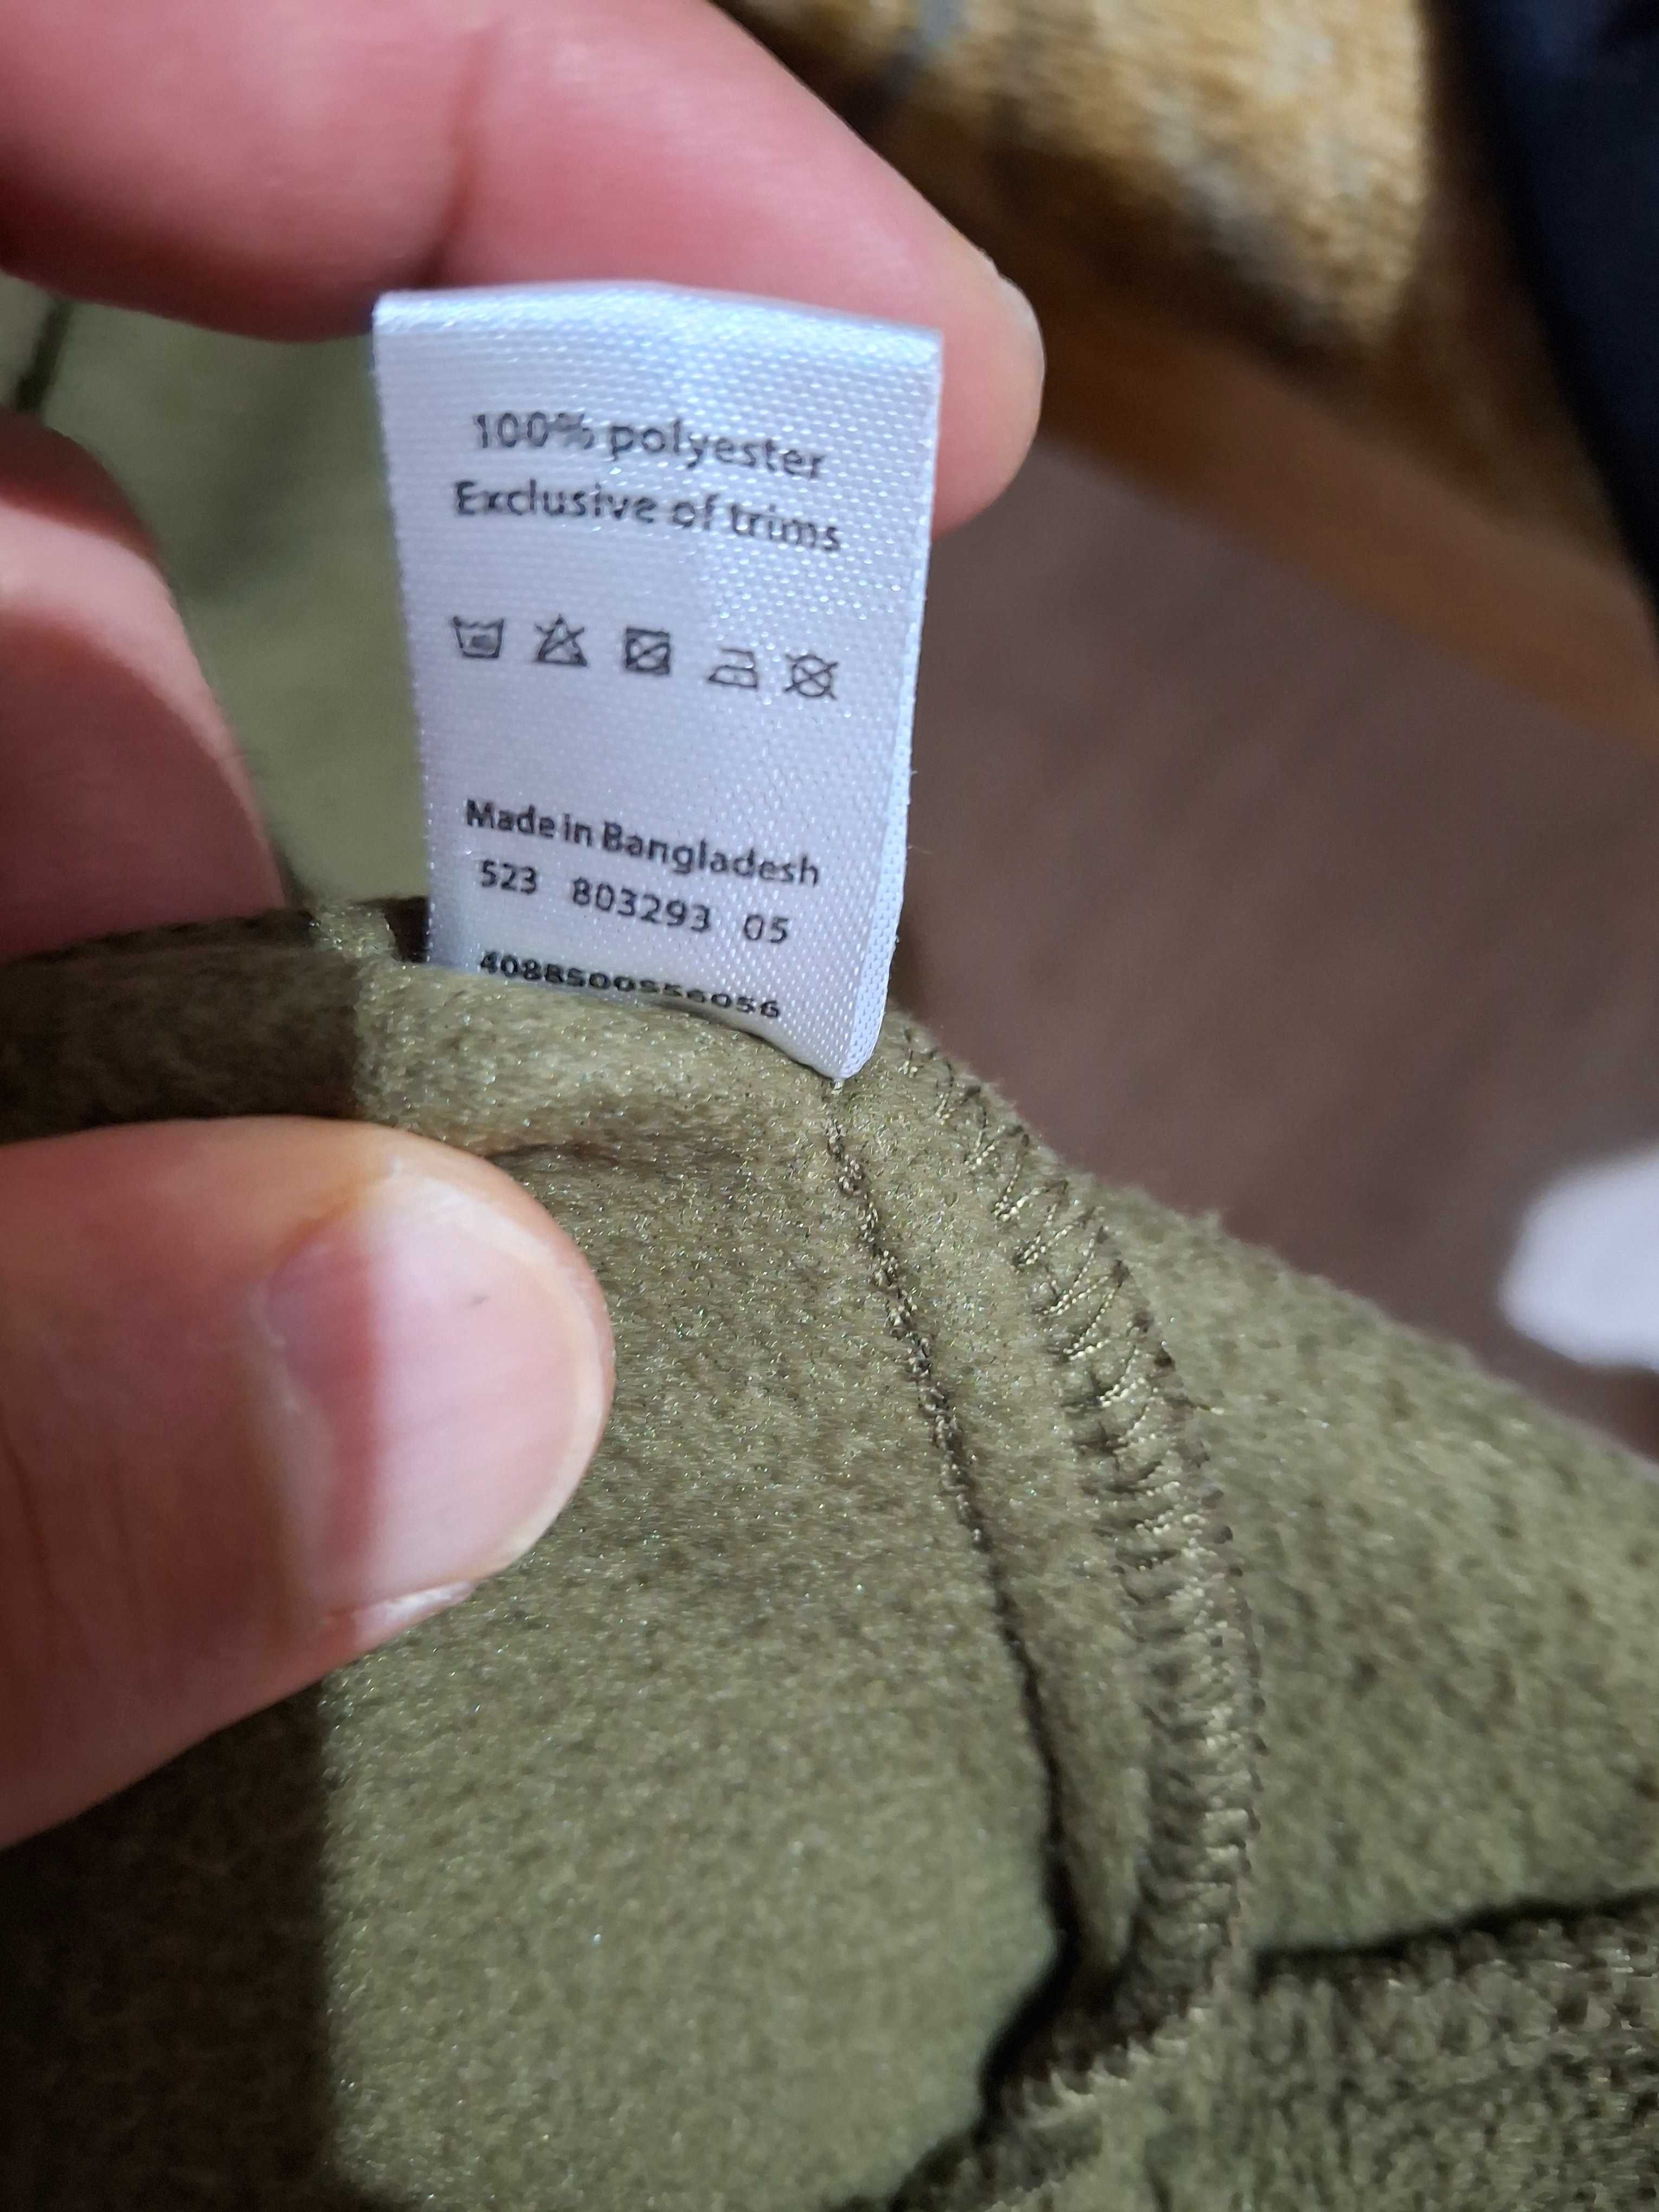 100% polyester
Exclusive of trims
Made in Bangladesh
523 803293 05